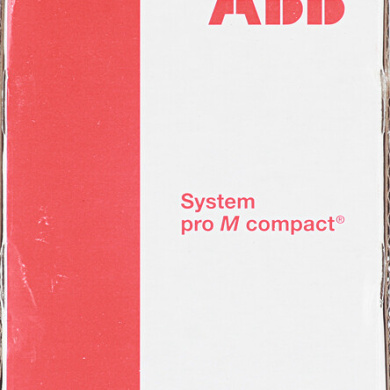 ABB
System
pro M compact®